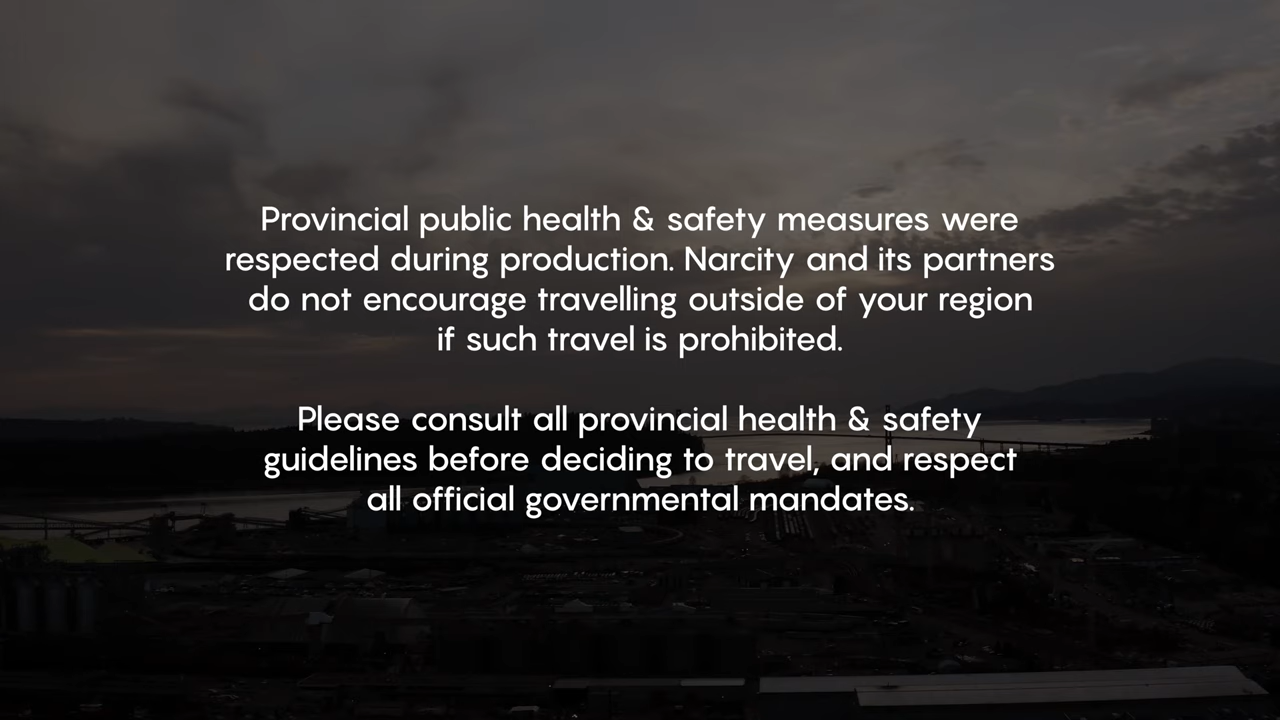 Provincial public health & safety measures were
respected during production. Narcity and its partners
do not encourage travelling outside of your region
if such travel is prohibited.
Please consult all provincial health & safety
guidelines before deciding to travel, and respect
all official governmental mandates.